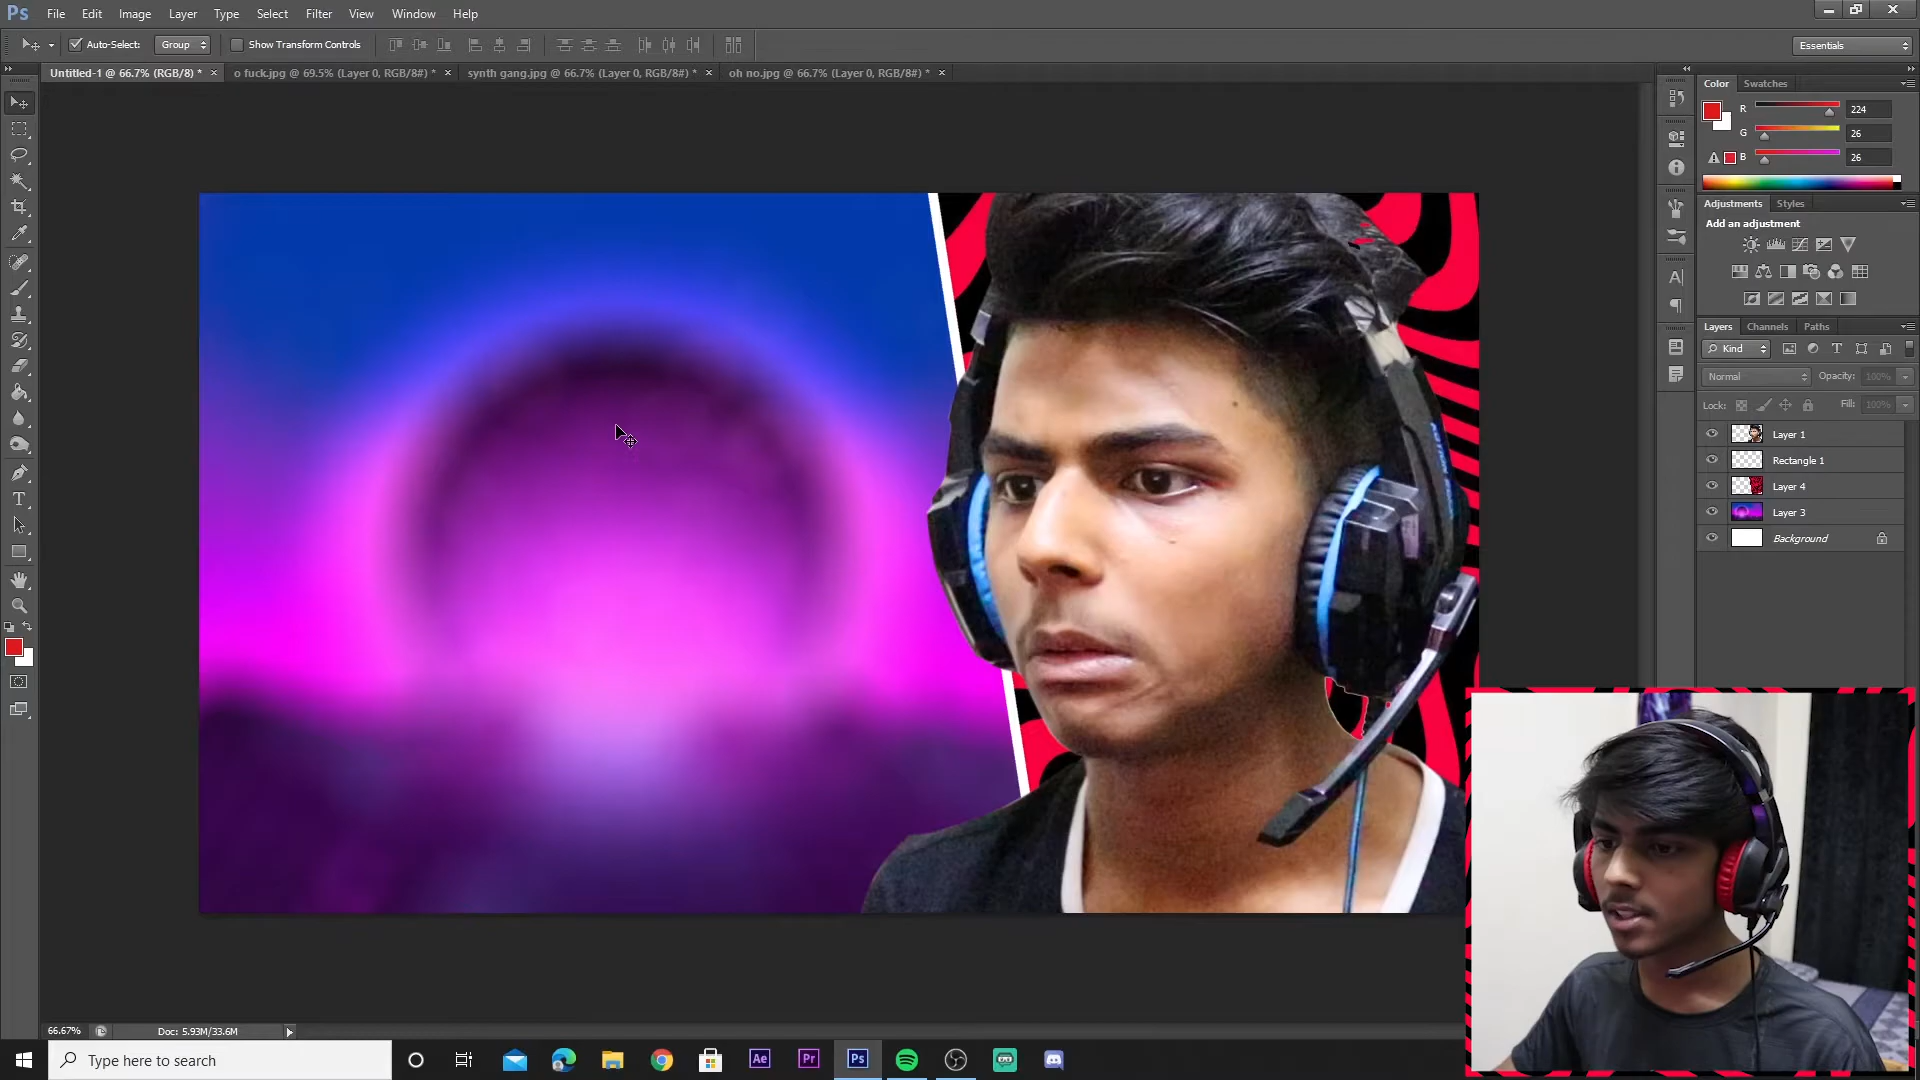 Ps File Edit Image Layer Type Select Filter View Window Help
Auto-Select: Group Show Transform Controls Essentials
Untitled-1 @ 66.7% (RGB/8) * × o fuck.jpg @ 69.5% (Layer 0, RGB/8#) * × synth gang.jpg @ 66.7% (Layer 0, RGB/8#) * × oh no.jpg @ 66.7% (Layer 0, RGB/8#) * ×
Color Swatches
R 224
G 26
B 26
Adjustments Styles
Add an adjustment
Layers Channels Paths
Kind T
Normal Opacity: 100%
Lock: Fill: 100%
Layer 1
Rectangle 1
Layer 4
Layer 3
Background
66.67% Doc: 5.93M/33.6M
Type here to search Ae Pr Ps